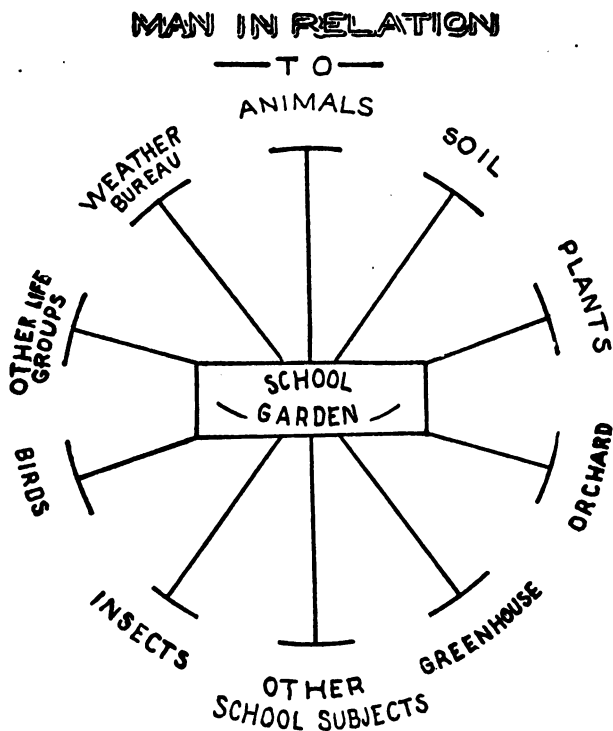 MAN IN RELATION
TO
ANIMALS
SOIL
PLANTS
ORCHARD
GREENHOUSE
OTHER
SCHOOL SUBJECTS
INSECTS
BIRDS
OTHER LIFE
GROUPS
WEATHER
BUREAU
SCHOOL
GARDEN